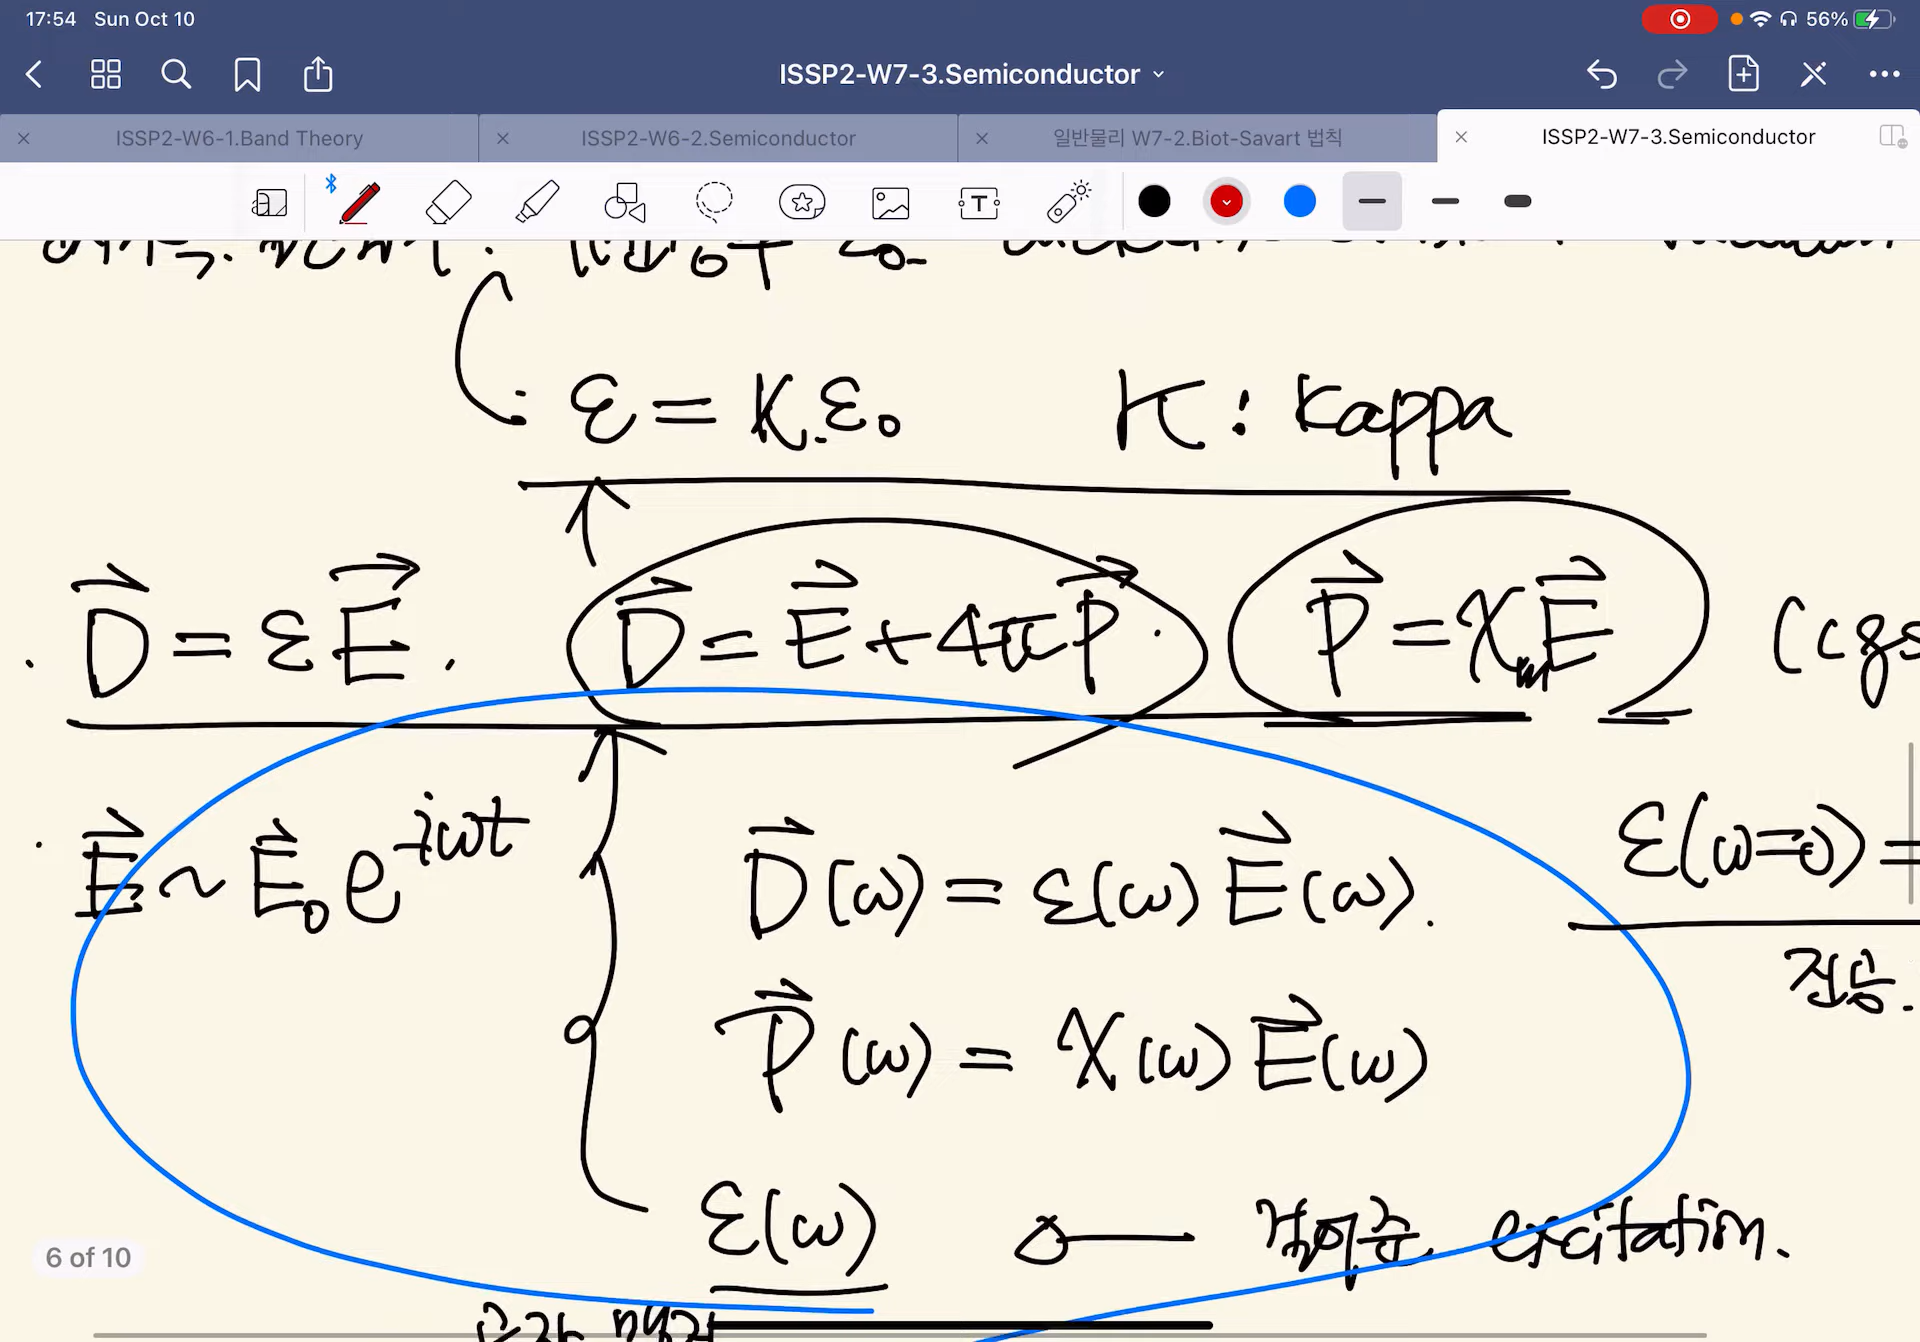 17:54 Sun Oct 10 56%
ISSP2-W7-3.Semiconductor
ISSP2-W6-1.Band Theory ISSP2-W6-2.Semiconductor 일반물리 W7-2.Biot-Savart 법칙 ISSP2-W7-3.Semiconductor
ε = K.ε₀ K : Kappa
D⃗ = εE⃗ . D⃗ = E⃗ + 4πP⃗ . P⃗ = χE⃗ (cgs
E⃗ ~ E⃗₀ e^{-iωt} D⃗(ω) = ε(ω) E⃗(ω). ε(ω=0) =
P⃗(ω) = χ(ω) E⃗(ω)
ε(ω) excitation.
6 of 10